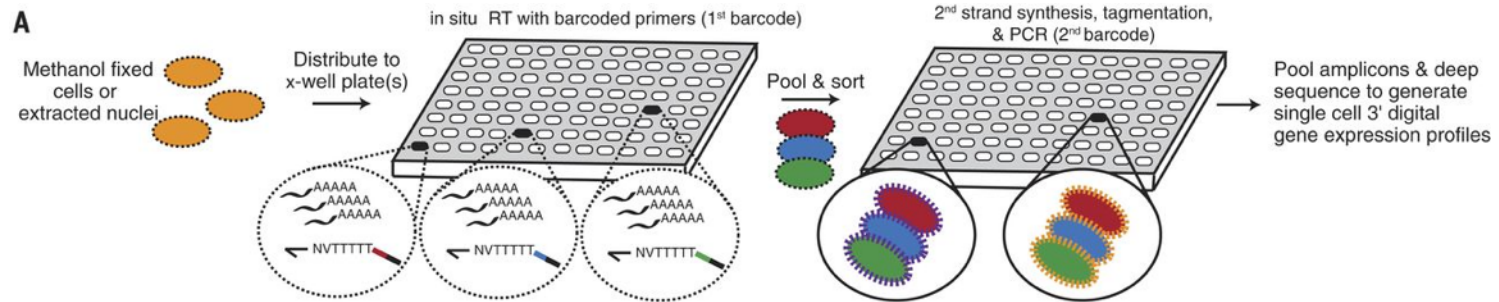 A
Methanol fixed
cells or
extracted nuclei
Distribute to
x-well plate(s)
in situ RT with barcoded primers (1st barcode)
AAAAA
AAAAA
AAAAA
NVTTTTT
AAAAA
AAAAA
AAAAA
NVTTTTT
AAAAA
AAAAA
AAAAA
NVTTTTT
Pool & sort
2nd strand synthesis, tagmentation,
& PCR (2nd barcode)
Pool amplicons & deep
sequence to generate
single cell 3' digital
gene expression profiles